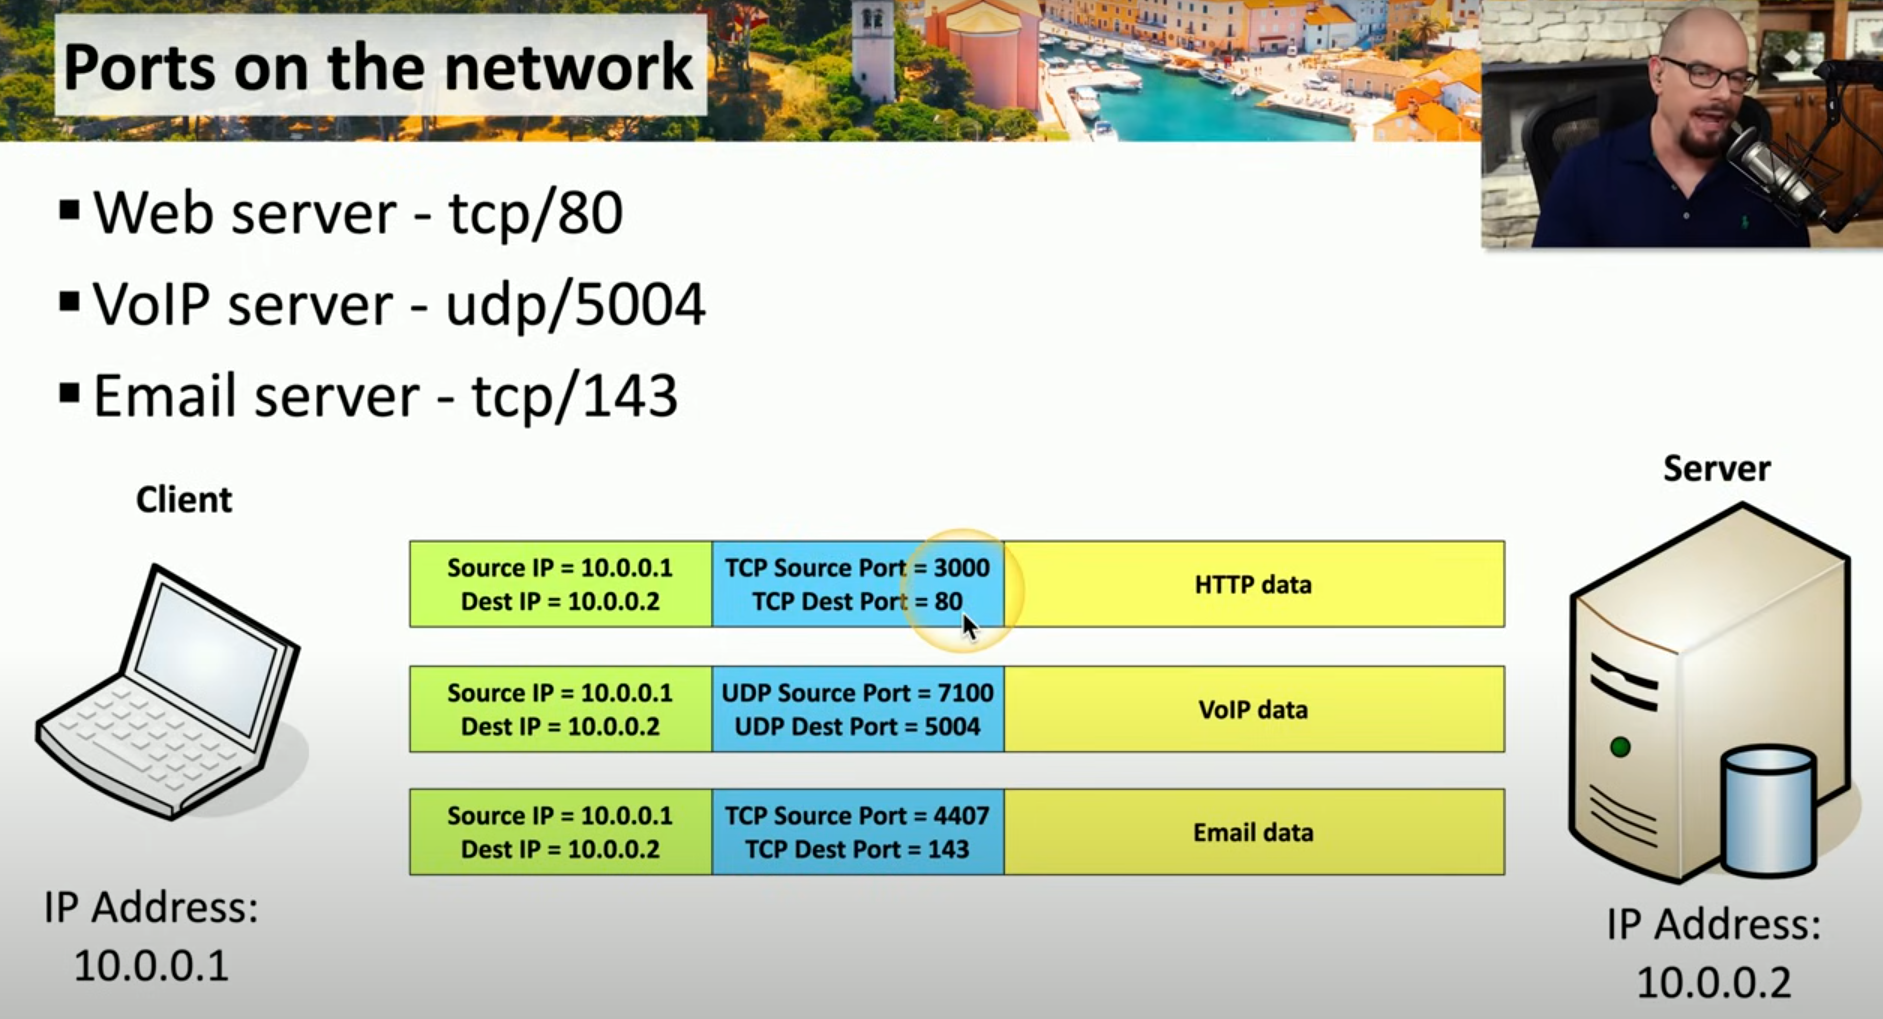 Ports on the network
▪ Web server - tcp/80
▪ VoIP server - udp/5004
▪ Email server - tcp/143
Client
Server
Source IP = 10.0.0.1
Dest IP = 10.0.0.2
TCP Source Port = 3000
TCP Dest Port = 80
HTTP data
Source IP = 10.0.0.1
Dest IP = 10.0.0.2
UDP Source Port = 7100
UDP Dest Port = 5004
VoIP data
Source IP = 10.0.0.1
Dest IP = 10.0.0.2
TCP Source Port = 4407
TCP Dest Port = 143
Email data
IP Address:
10.0.0.1
IP Address:
10.0.0.2